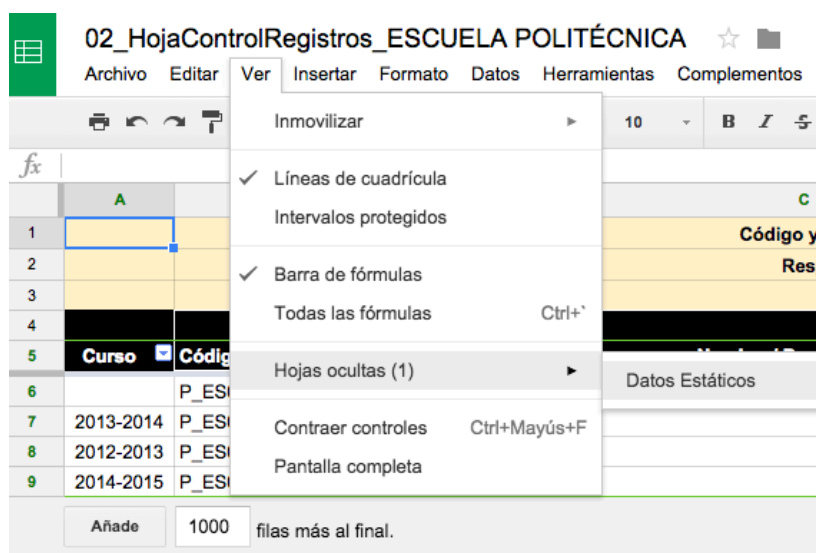 02_HojaControlRegistros_ESCUELA POLITÉCNICA
Archivo Editar Ver Insertar Formato Datos Herramientas Complementos
Inmovilizar
10 B I S
fx
Líneas de cuadrícula
A C
Intervalos protegidos
1 Código y
2 Res
Barra de fórmulas
3
Todas las fórmulas Ctrl+`
4
5 Curso Códig
Hojas ocultas (1)
Datos Estáticos
6 P_ES
7 2013-2014 P_ES
Contraer controles Ctrl+Mayús+F
8 2012-2013 P_ES
Pantalla completa
9 2014-2015 P_ES
Añade 1000 filas más al final.